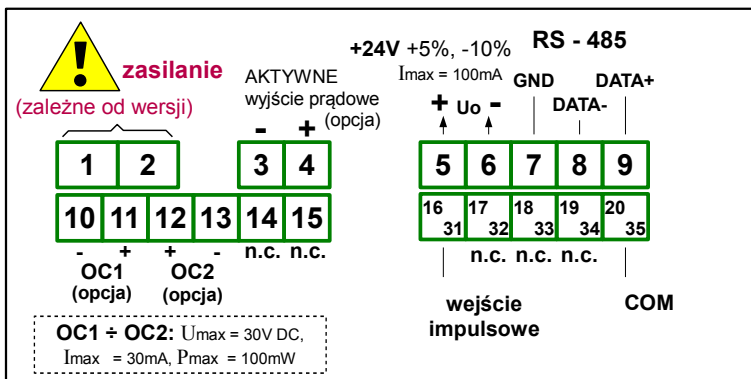 zasilanie
(zależne od wersji)
AKTYWNE
wyjście prądowe
(opcja)
- +
+24V +5%, -10%
Imax = 100mA
+ Uo -
RS - 485
GND
DATA-
DATA+
1 2 3 4 5 6 7 8 9
10 11 12 13 14 15
16 31 17 32 18 33 19 34 20 35
- + + - n.c. n.c.
n.c. n.c. n.c.
OC1
(opcja)
OC2
(opcja)
wejście
impulsowe
COM
OC1 ÷ OC2: Umax = 30V DC,
Imax = 30mA, Pmax = 100mW